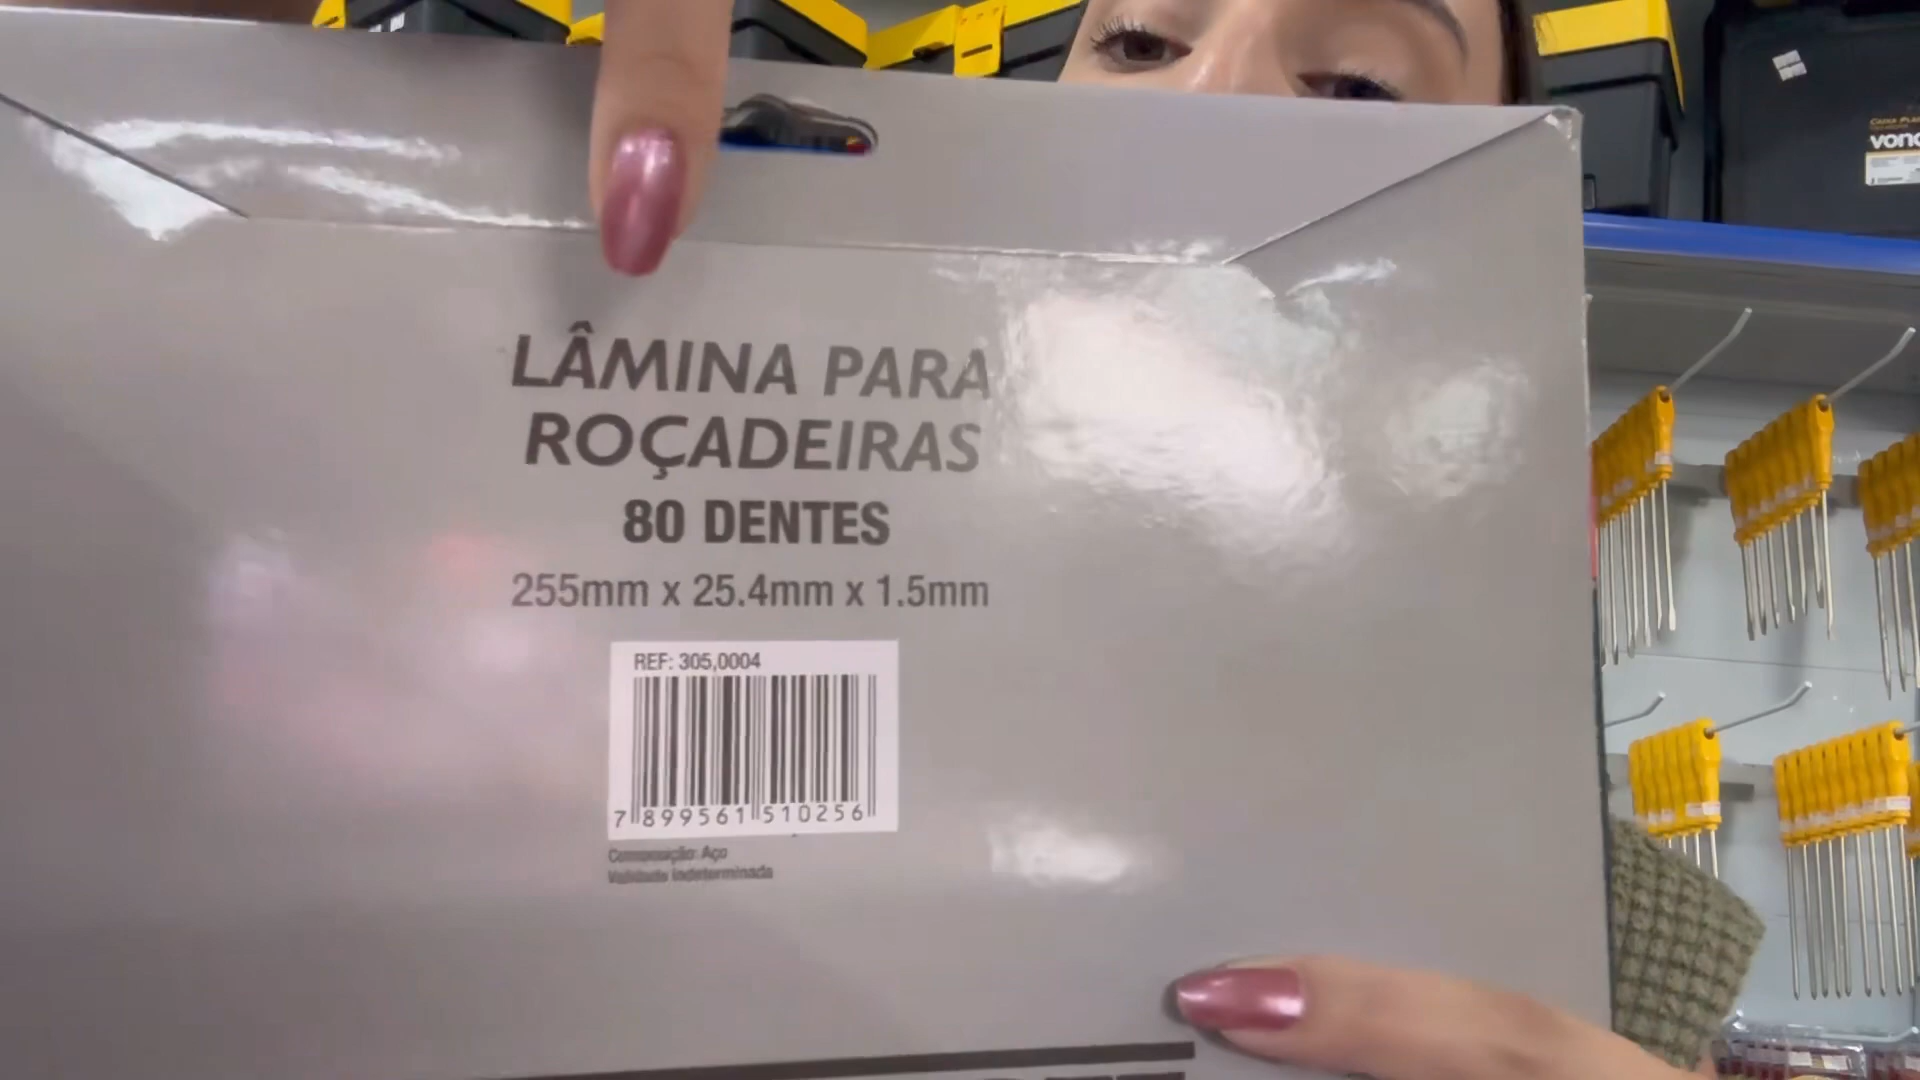 LÂMINA PARA
ROÇADEIRAS
80 DENTES
255mm x 25.4mm x 1.5mm
REF: 305,0004
7 899561 510256
Composição: Aço
Validade indeterminada